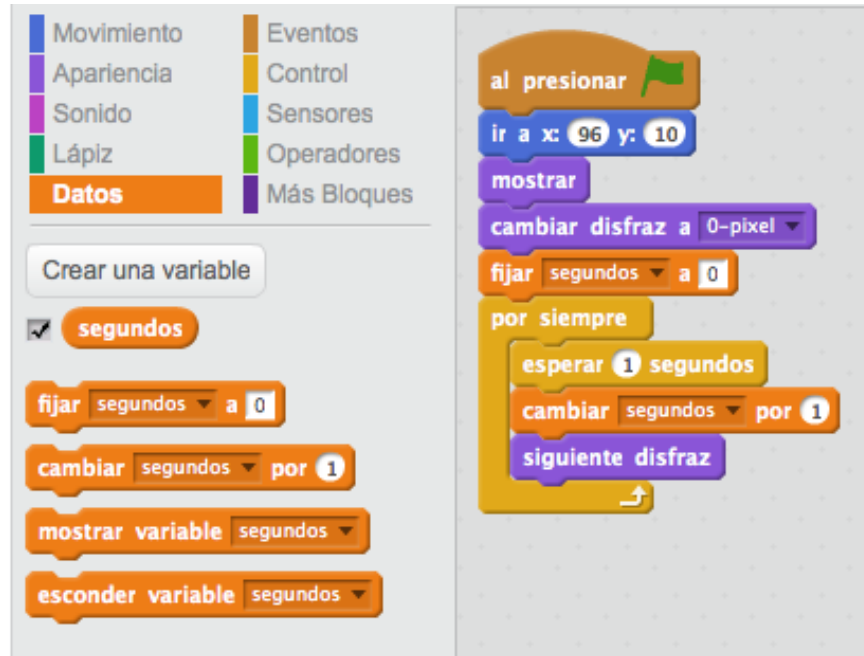 Movimiento
Eventos
Apariencia
Control
Sonido
Sensores
Lápiz
Operadores
Datos
Más Bloques
Crear una variable
segundos
fijar segundos a 0
cambiar segundos por 1
mostrar variable segundos
esconder variable segundos
al presionar
ir a x: 96 y: 10
mostrar
cambiar disfraz a 0-pixel
fijar segundos a 0
por siempre
esperar 1 segundos
cambiar segundos por 1
siguiente disfraz